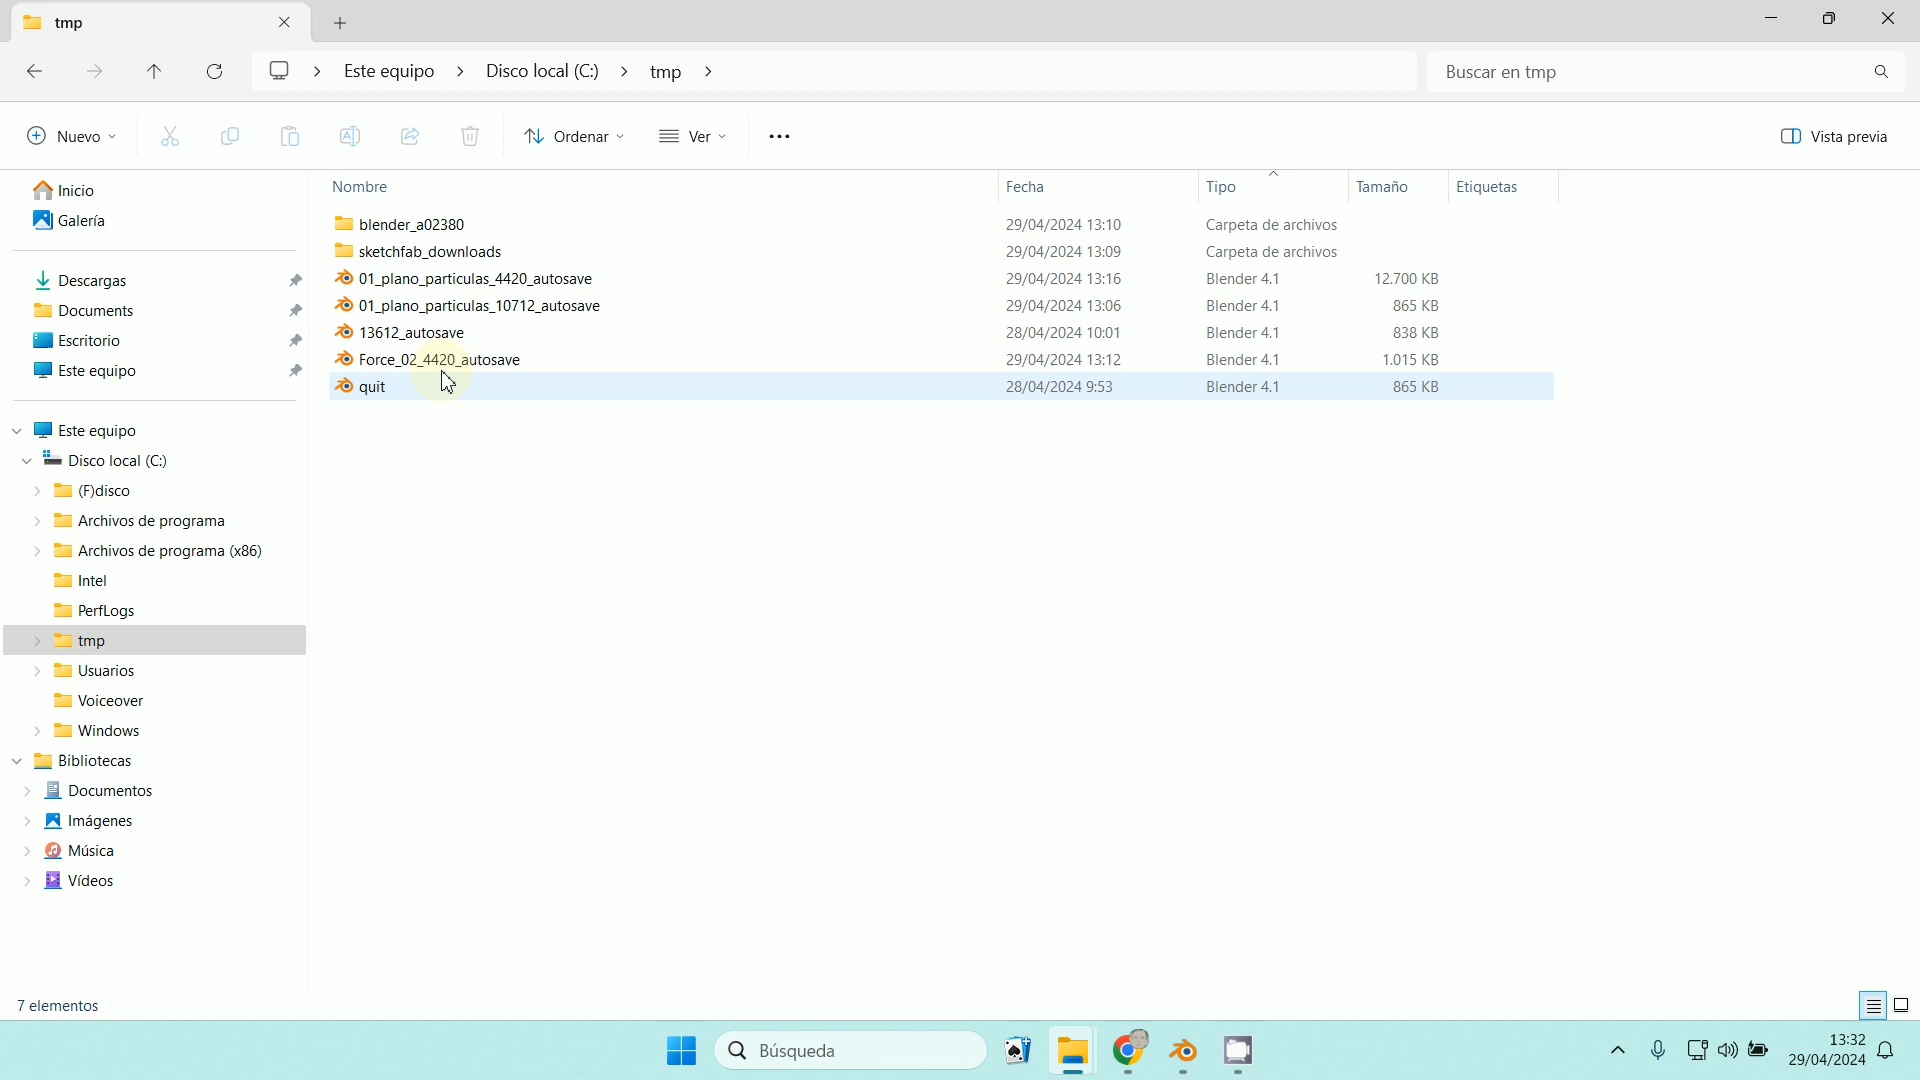 tmp
Este equipo Disco local (C:) tmp
Buscar en tmp
Nuevo Ordenar Ver Vista previa
Nombre Fecha Tipo Tamaño Etiquetas
blender_a02380 29/04/2024 13:10 Carpeta de archivos
sketchfab_downloads 29/04/2024 13:09 Carpeta de archivos
01_plano_particulas_4420_autosave 29/04/2024 13:16 Blender 4.1 12.700 KB
01_plano_particulas_10712_autosave 29/04/2024 13:06 Blender 4.1 865 KB
13612_autosave 28/04/2024 10:01 Blender 4.1 838 KB
Force_02_4420_autosave 29/04/2024 13:12 Blender 4.1 1.015 KB
quit 28/04/2024 9:53 Blender 4.1 865 KB
Inicio
Galería
Descargas
Documents
Escritorio
Este equipo
Este equipo
Disco local (C:)
(F)disco
Archivos de programa
Archivos de programa (x86)
Intel
PerfLogs
tmp
Usuarios
Voiceover
Windows
Bibliotecas
Documentos
Imágenes
Música
Vídeos
7 elementos
Búsqueda
13:32
29/04/2024